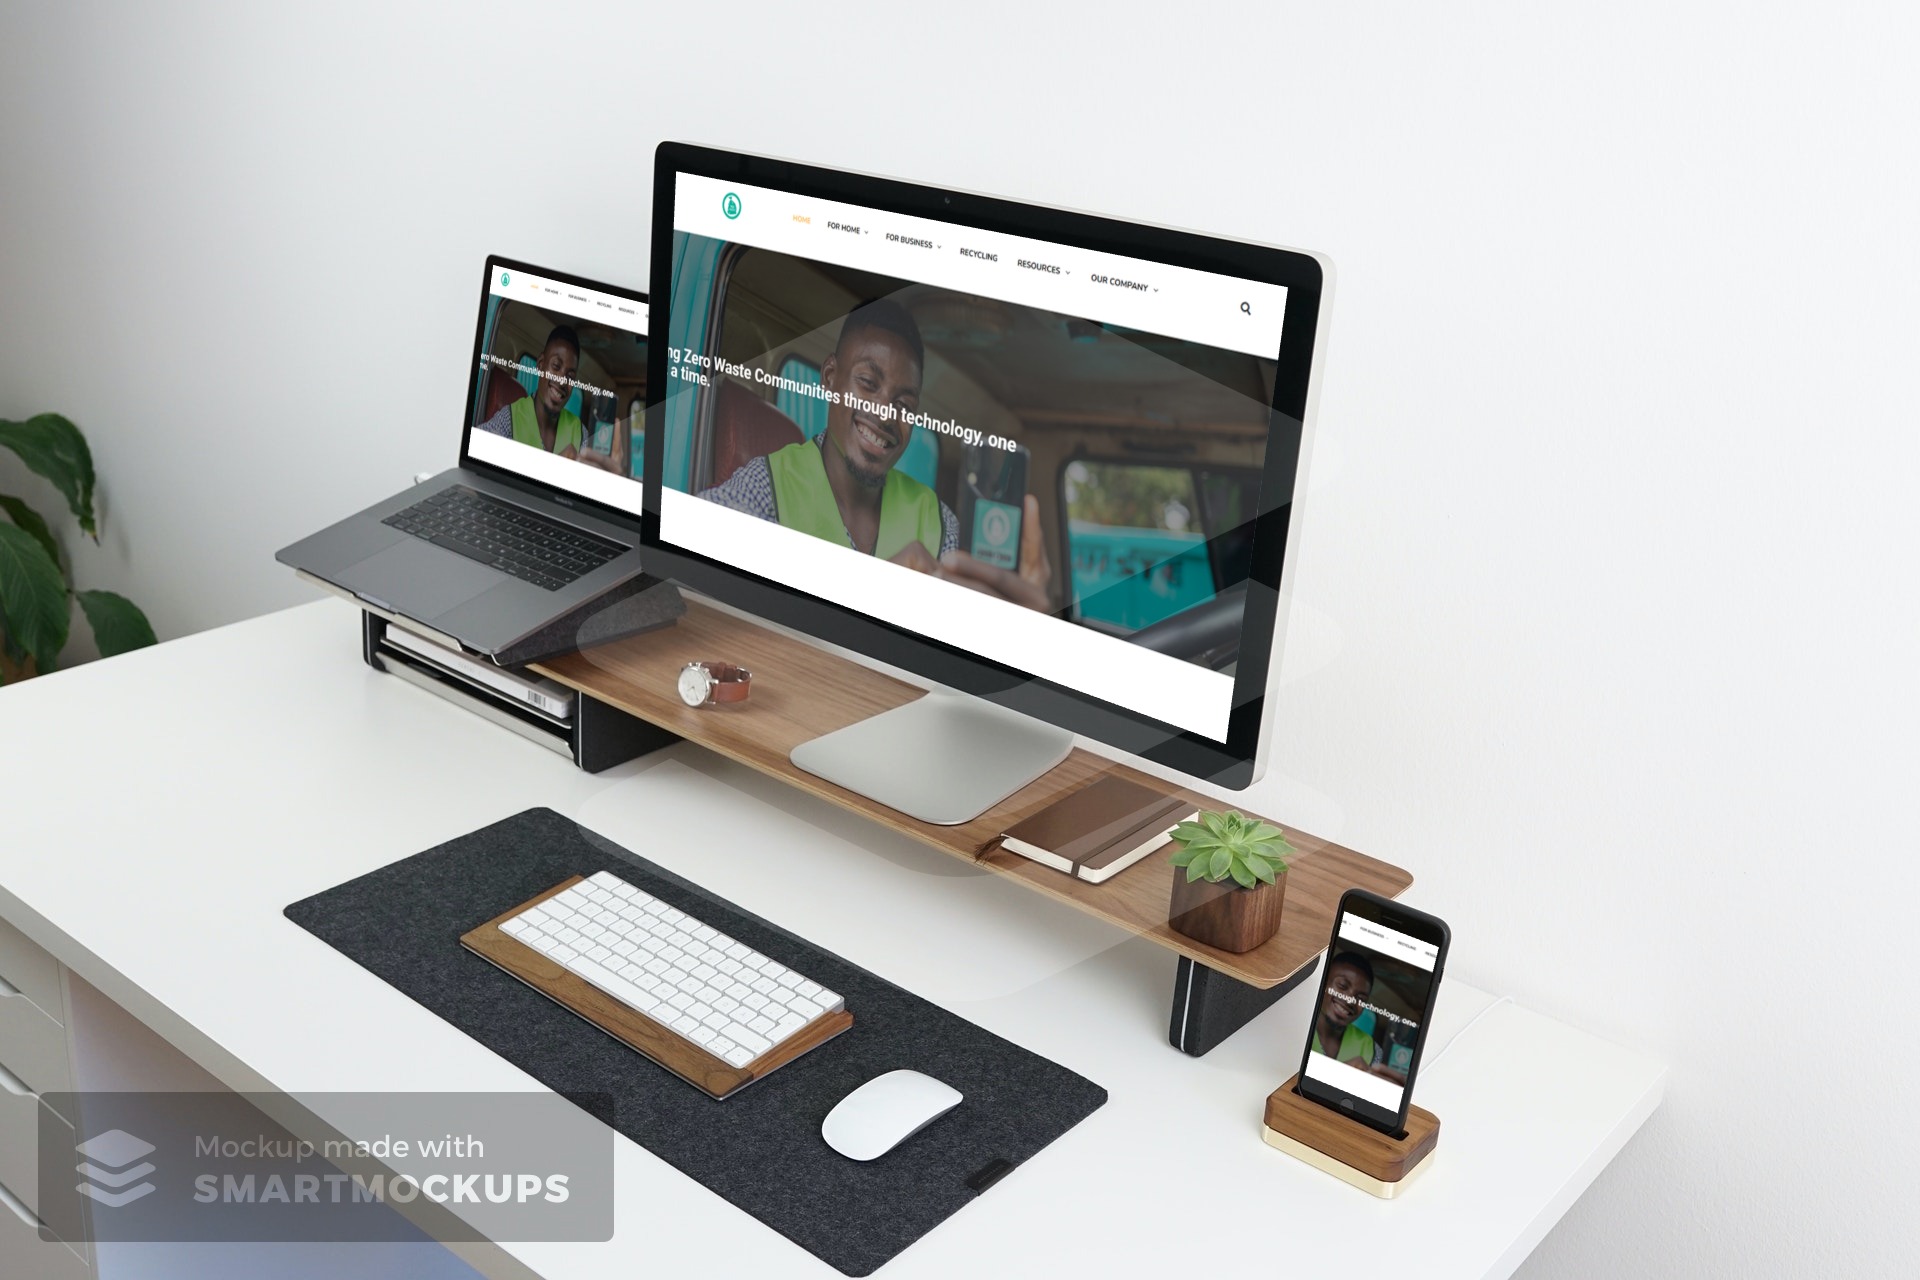 HOME FOR HOME FOR BUSINESS RECYCLING RESOURCES OUR COMPANY
ng Zero Waste Communities through technology, one
a time.
HOME FOR HOME FOR BUSINESS RECYCLING RESOURCES
ero Waste Communities through technology, one
me.
FOR BUSINESS RECYCLING
through technology, one
Mockup made with
SMARTMOCKUPS